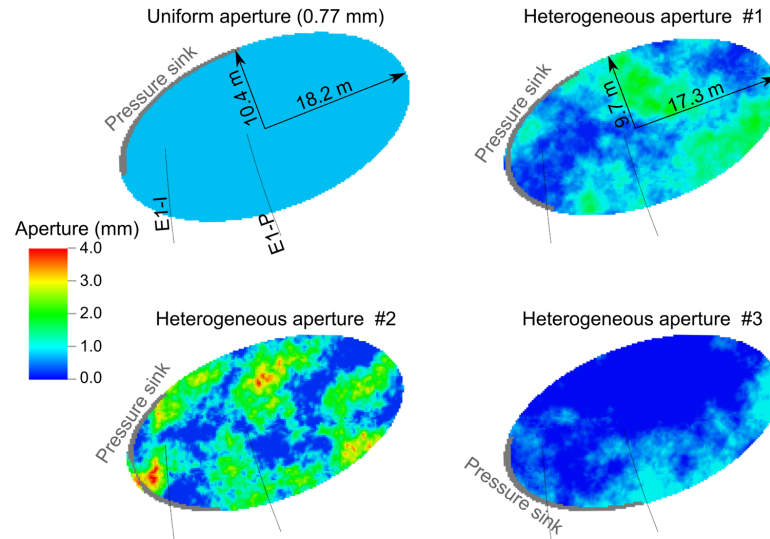 Uniform aperture (0.77 mm)
Heterogeneous aperture #1
Pressure sink
10.4 m
18.2 m
E1-I
E1-P
Pressure sink
9.7 m
17.3 m
Aperture (mm)
4.0
3.0
2.0
1.0
0.0
Heterogeneous aperture #2
Heterogeneous aperture #3
Pressure sink
Pressure sink